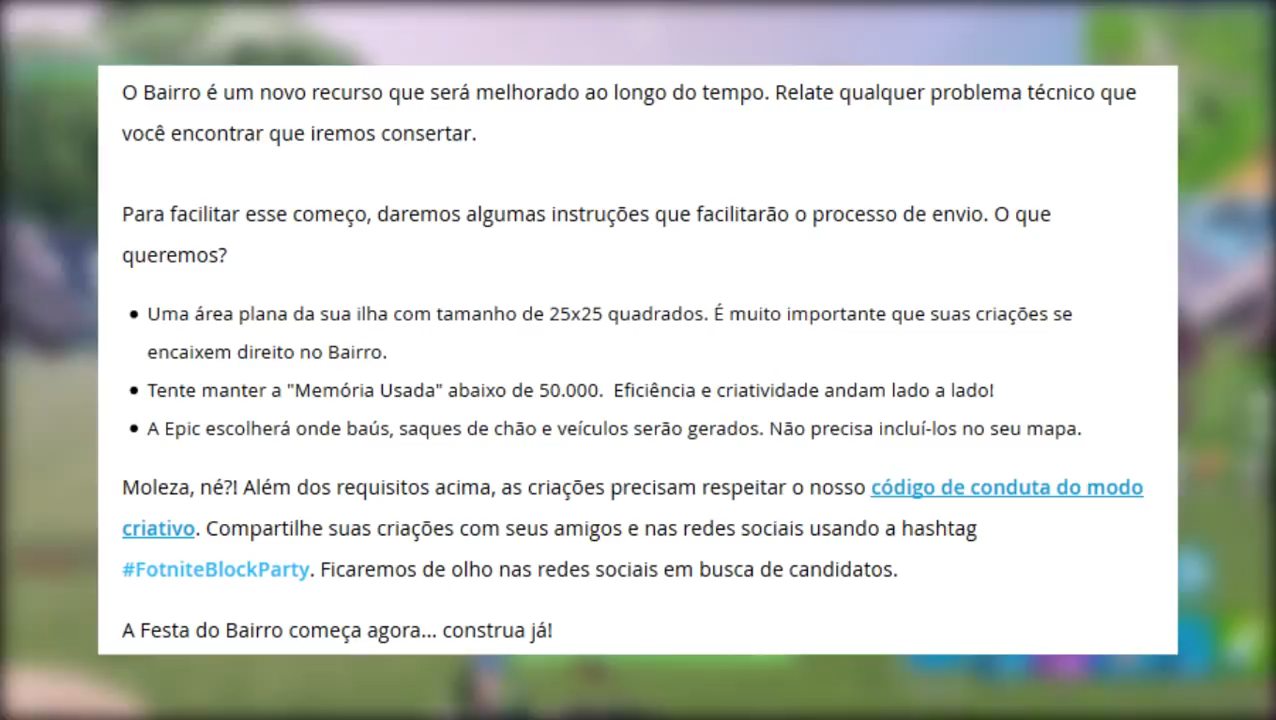 O Bairro é um novo recurso que será melhorado ao longo do tempo. Relate qualquer problema técnico que
você encontrar que iremos consertar.
Para facilitar esse começo, daremos algumas instruções que facilitarão o processo de envio. O que
queremos?
• Uma área plana da sua ilha com tamanho de 25x25 quadrados. É muito importante que suas criações se
encaixem direito no Bairro.
• Tente manter a "Memória Usada" abaixo de 50.000.  Eficiência e criatividade andam lado a lado!
• A Epic escolherá onde baús, saques de chão e veículos serão gerados. Não precisa incluí-los no seu mapa.
Moleza, né?! Além dos requisitos acima, as criações precisam respeitar o nosso código de conduta do modo
criativo. Compartilhe suas criações com seus amigos e nas redes sociais usando a hashtag
#FotniteBlockParty. Ficaremos de olho nas redes sociais em busca de candidatos.
A Festa do Bairro começa agora... construa já!